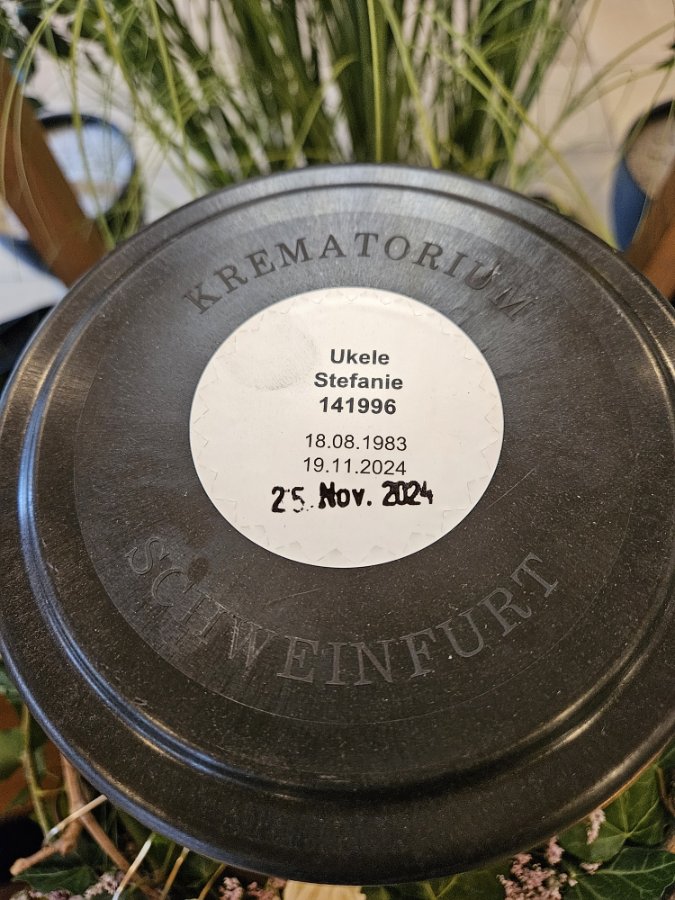 KREMATORIUM
Ukele
Stefanie
141996
18.08.1983
19.11.2024
25. Nov. 2024
SCHWEINFURT